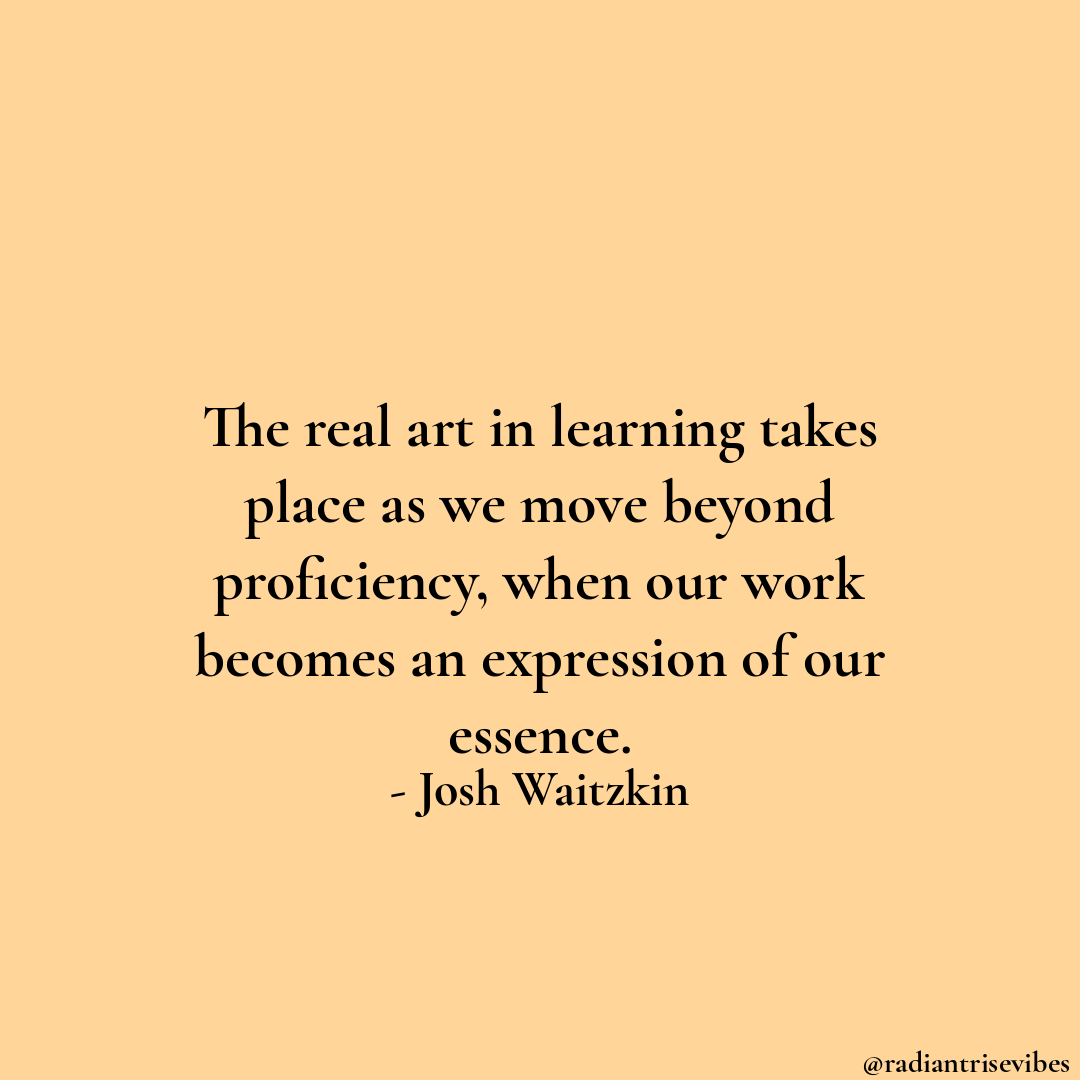 The real art in learning takes
place as we move beyond
proficiency, when our work
becomes an expression of our
essence.
- Josh Waitzkin
@radiantrisevibes